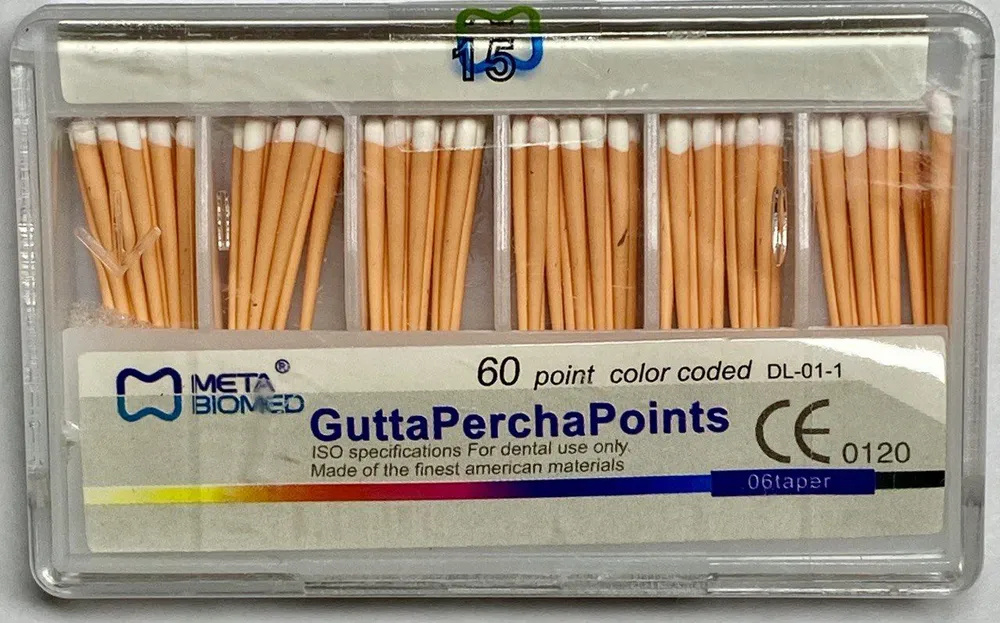 15
META ®
BIOMED
60 point color coded DL-01-1
GuttaPerchaPoints
ISO specifications For dental use only.
Made of the finest american materials
CE 0120
06taper